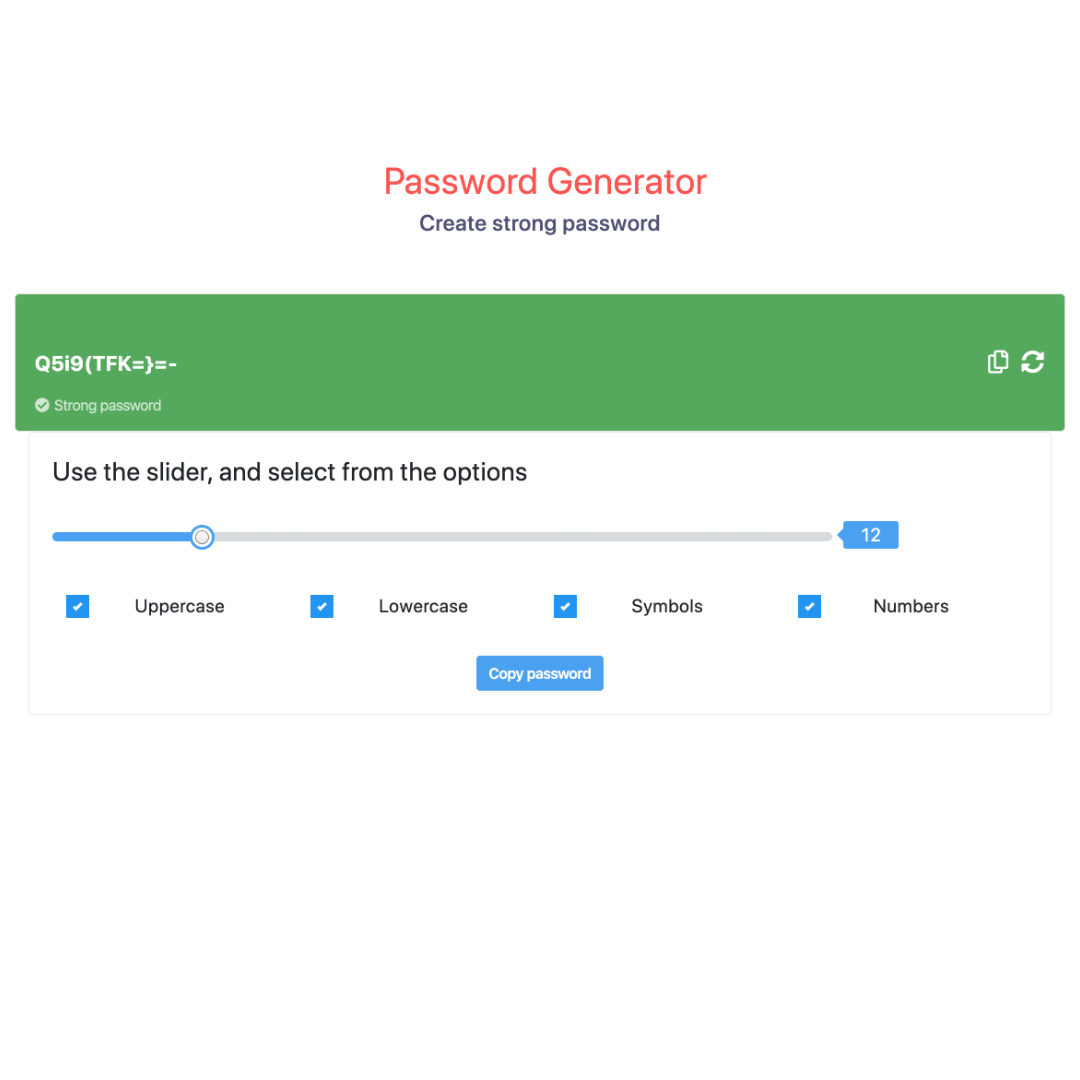 Password Generator
Create strong password
Q5i9(TFK=}=-
Strong password
Use the slider, and select from the options
12
Uppercase Lowercase Symbols Numbers
Copy password